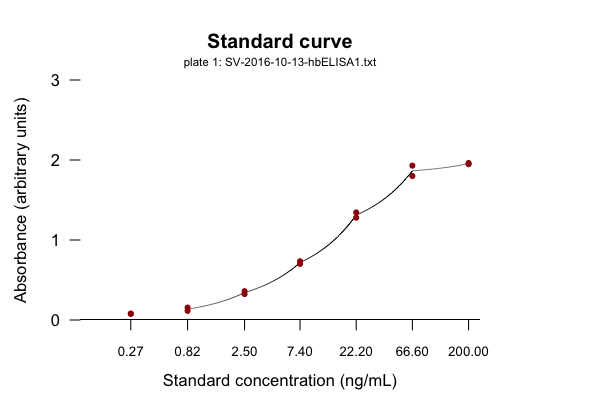 Standard curve
plate 1: SV-2016-10-13-hbELISA1.txt
Absorbance (arbitrary units)
3
2
1
0
0.27 0.82 2.50 7.40 22.20 66.60 200.00
Standard concentration (ng/mL)